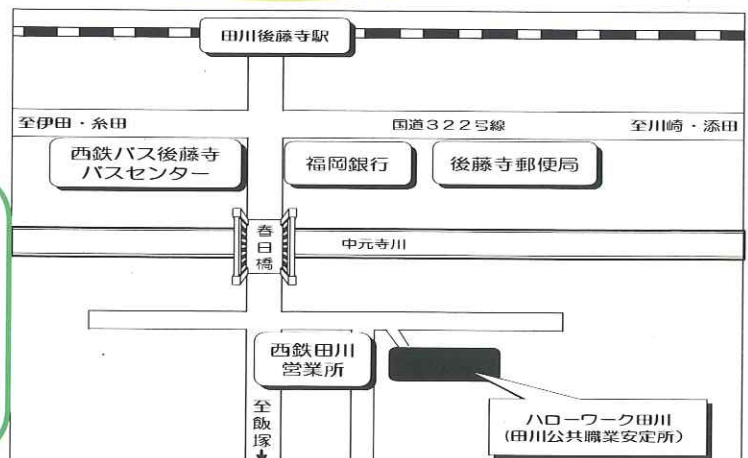 田川後藤寺駅
至伊田・糸田
国道322号線
至川崎・添田
西鉄バス後藤寺
バスセンター
福岡銀行
後藤寺郵便局
春日橋
中元寺川
西鉄田川
営業所
至飯塚
ハローワーク田川
(田川公共職業安定所)